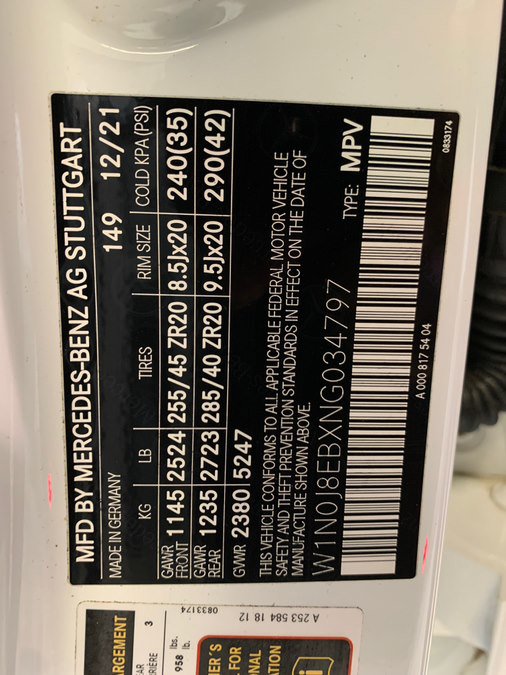 MFD BY MERCEDES-BENZ AG STUTTGART
MADE IN GERMANY 149 12/21
KG LB TIRES RIM SIZE COLD KPA (PSI)
GAWR FRONT 1145 2524 255/45 ZR20 8.5Jx20 240(35)
GAWR REAR 1235 2723 285/40 ZR20 9.5Jx20 290(42)
GVWR 2380 5247
THIS VEHICLE CONFORMS TO ALL APPLICABLE FEDERAL MOTOR VEHICLE
SAFETY AND THEFT PREVENTION STANDARDS IN EFFECT ON THE DATE OF
MANUFACTURE SHOWN ABOVE.
W1N0J8EBXNG034797 TYPE: MPV
A 000 817 54 04 0833174
0833174
A 253 584 18 12
3
lbs.
958 lb.